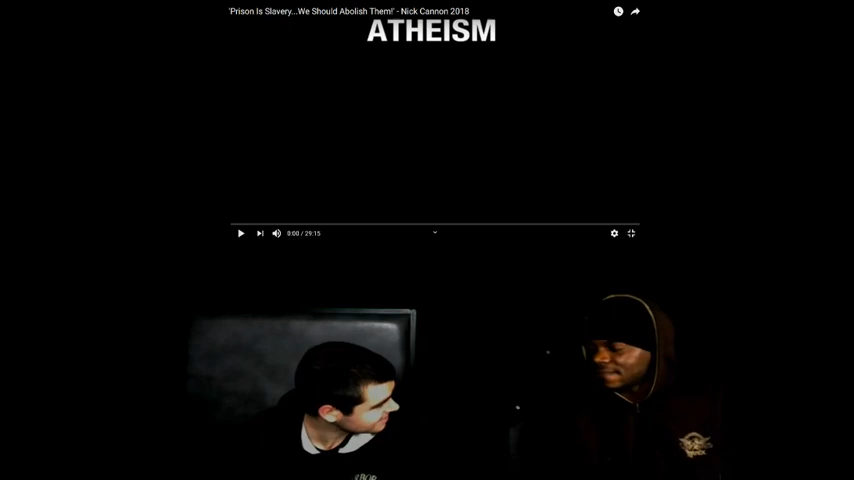 'Prison Is Slavery...We Should Abolish Them!' - Nick Cannon 2018
ATHEISM
0:00 / 29:15